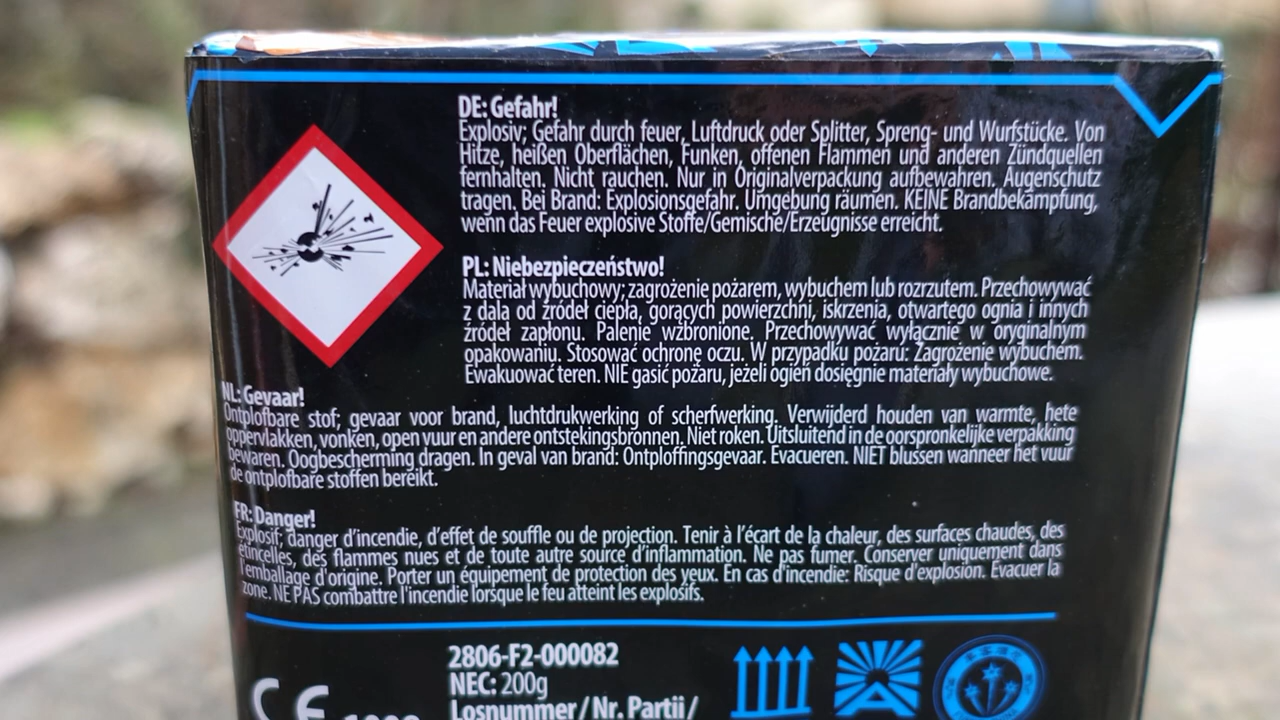 DE: Gefahr!
Explosiv; Gefahr durch feuer, Luftdruck oder Splitter, Spreng- und Wurfstücke. Von
Hitze, heißen Oberflächen, Funken, offenen Flammen und anderen Zündquellen
fernhalten. Nicht rauchen. Nur in Originalverpackung aufbewahren. Augenschutz
tragen. Bei Brand: Explosionsgefahr. Umgebung räumen. KEINE Brandbekämpfung,
wenn das Feuer explosive Stoffe/Gemische/Erzeugnisse erreicht.
PL: Niebezpieczeństwo!
Materiał wybuchowy; zagrożenie pożarem, wybuchem lub rozrzutem. Przechowywać
z dala od źródeł ciepła, gorących powierzchni, iskrzenia, otwartego ognia i innych
źródeł zapłonu. Palenie wzbronione. Przechowywać wyłącznie w oryginalnym
opakowaniu. Stosować ochronę oczu. W przypadku pożaru: Zagrożenie wybuchem.
Ewakuować teren. NIE gasić pożaru, jeżeli ogień dosięgnie materiały wybuchowe.
NL: Gevaar!
Ontplofbare stof; gevaar voor brand, luchtdrukwerking of scherfwerking. Verwijderd houden van warmte, hete
oppervlakken, vonken, open vuur en andere ontstekingsbronnen. Niet roken. Uitsluitend in de oorspronkelijke verpakking
bewaren. Oogbescherming dragen. In geval van brand: Ontploffingsgevaar. Evacueren. NIET blussen wanneer het vuur
de ontplofbare stoffen bereikt.
FR: Danger!
Explosif; danger d'incendie, d'effet de souffle ou de projection. Tenir à l'écart de la chaleur, des surfaces chaudes, des
étincelles, des flammes nues et de toute autre source d'inflammation. Ne pas fumer. Conserver uniquement dans
l'emballage d'origine. Porter un équipement de protection des yeux. En cas d'incendie: Risque d'explosion. Evacuer la
zone. NE PAS combattre l'incendie lorsque le feu atteint les explosifs.
2806-F2-000082
NEC: 200g
CE
Losnummer / Nr. Partii /